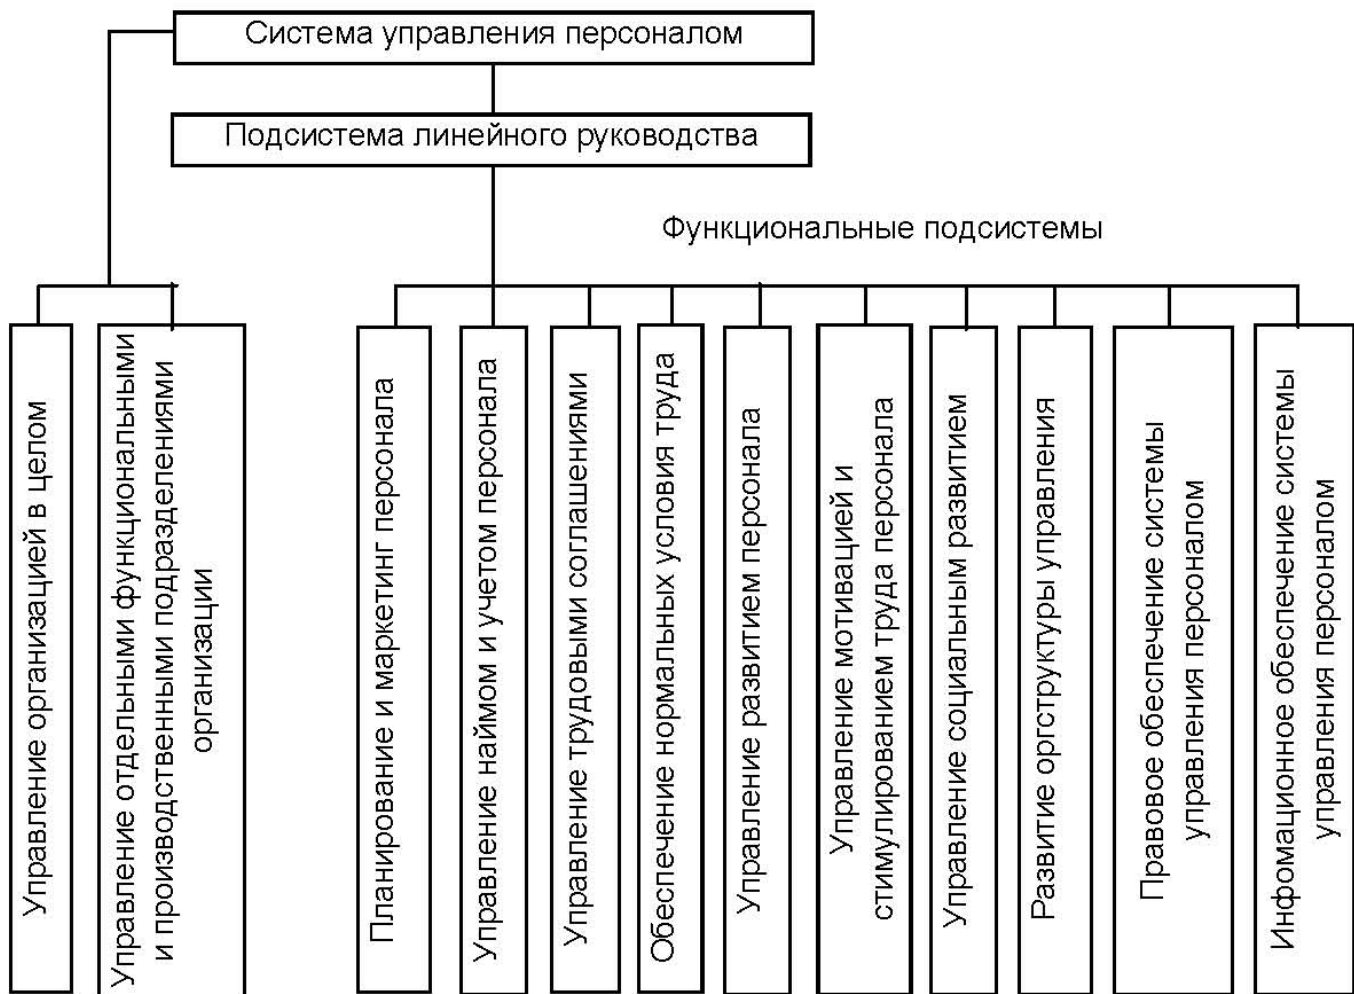 Система управления персоналом
Подсистема линейного руководства
Функциональные подсистемы
Управление организацией в целом
Управление отдельными функциональными
и производственными подразделениями
организации
Планирование и маркетинг персонала
Управление наймом и учетом персонала
Управление трудовыми соглашениями
Обеспечение нормальных условия труда
Управление развитием персонала
Управление мотивацией и
стимулированием труда персонала
Управление социальным развитием
Развитие оргструктуры управления
Правовое обеспечение системы
управления персоналом
Инфомационное обеспечение системы
управления персоналом